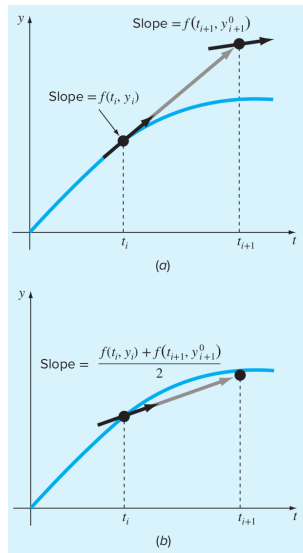 y
Slope = f(t_{i+1}, y^0_{i+1})
Slope = f(t_i, y_i)
t_i
t_{i+1}
t
(a)
y
Slope = \frac{f(t_i, y_i) + f(t_{i+1}, y^0_{i+1})}{2}
t_i
t_{i+1}
t
(b)